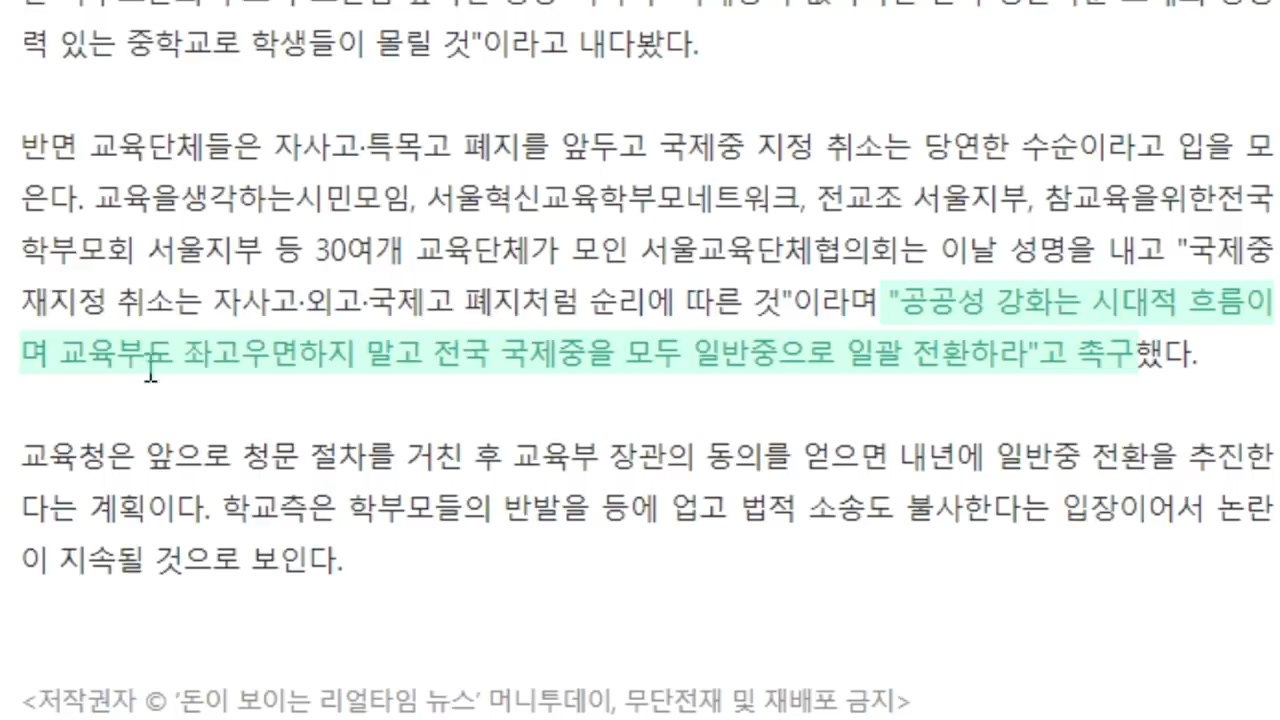 력 있는 중학교로 학생들이 몰릴 것"이라고 내다봤다.
반면 교육단체들은 자사고·특목고 폐지를 앞두고 국제중 지정 취소는 당연한 수순이라고 입을 모
은다. 교육을생각하는시민모임, 서울혁신교육학부모네트워크, 전교조 서울지부, 참교육을위한전국
학부모회 서울지부 등 30여개 교육단체가 모인 서울교육단체협의회는 이날 성명을 내고 "국제중
재지정 취소는 자사고·외고·국제고 폐지처럼 순리에 따른 것"이라며 "공공성 강화는 시대적 흐름이
며 교육부도 좌고우면하지 말고 전국 국제중을 모두 일반중으로 일괄 전환하라"고 촉구했다.
교육청은 앞으로 청문 절차를 거친 후 교육부 장관의 동의를 얻으면 내년에 일반중 전환을 추진한
다는 계획이다. 학교측은 학부모들의 반발을 등에 업고 법적 소송도 불사한다는 입장이어서 논란
이 지속될 것으로 보인다.
<저작권자 © ‘돈이 보이는 리얼타임 뉴스’ 머니투데이, 무단전재 및 재배포 금지>